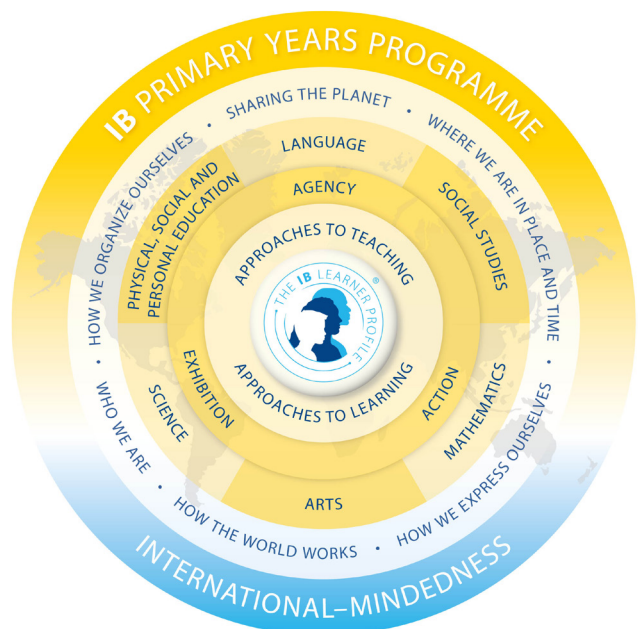 IB PRIMARY YEARS PROGRAMME
SHARING THE PLANET
•
WHERE WE ARE IN PLACE AND TIME
•
HOW WE EXPRESS OURSELVES
•
HOW THE WORLD WORKS
•
WHO WE ARE
•
HOW WE ORGANIZE OURSELVES
•
LANGUAGE
SOCIAL STUDIES
MATHEMATICS
ARTS
SCIENCE
PHYSICAL, SOCIAL AND
PERSONAL EDUCATION
AGENCY
ACTION
EXHIBITION
APPROACHES TO TEACHING
THE IB LEARNER PROFILE ®
APPROACHES TO LEARNING
INTERNATIONAL–MINDEDNESS